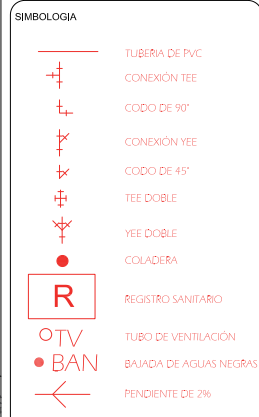 SIMBOLOGIA
TUBERIA DE PVC
CONEXIÓN TEE
CODO DE 90°
CONEXIÓN YEE
CODO DE 45°
TEE DOBLE
YEE DOBLE
COLADERA
R REGISTRO SANITARIO
TV TUBO DE VENTILACIÓN
BAN BAJADA DE AGUAS NEGRAS
PENDIENTE DE 2%